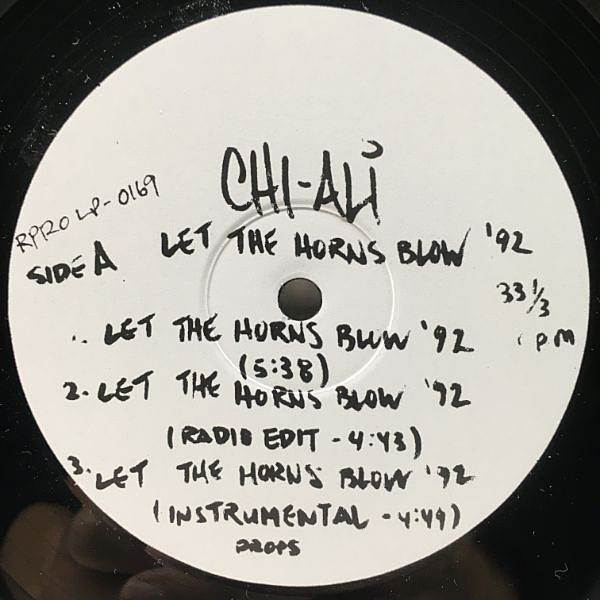 CHI-ALI
RPRO LP-0169
SIDE A
LET THE HORNS BLOW '92
33 1/3
rpm
1. LET THE HORNS BLOW '92
(5:38)
2. LET THE HORNS BLOW '92
(RADIO EDIT - 4:43)
3. LET THE HORNS BLOW '92
(INSTRUMENTAL - 4:49)
PROPS